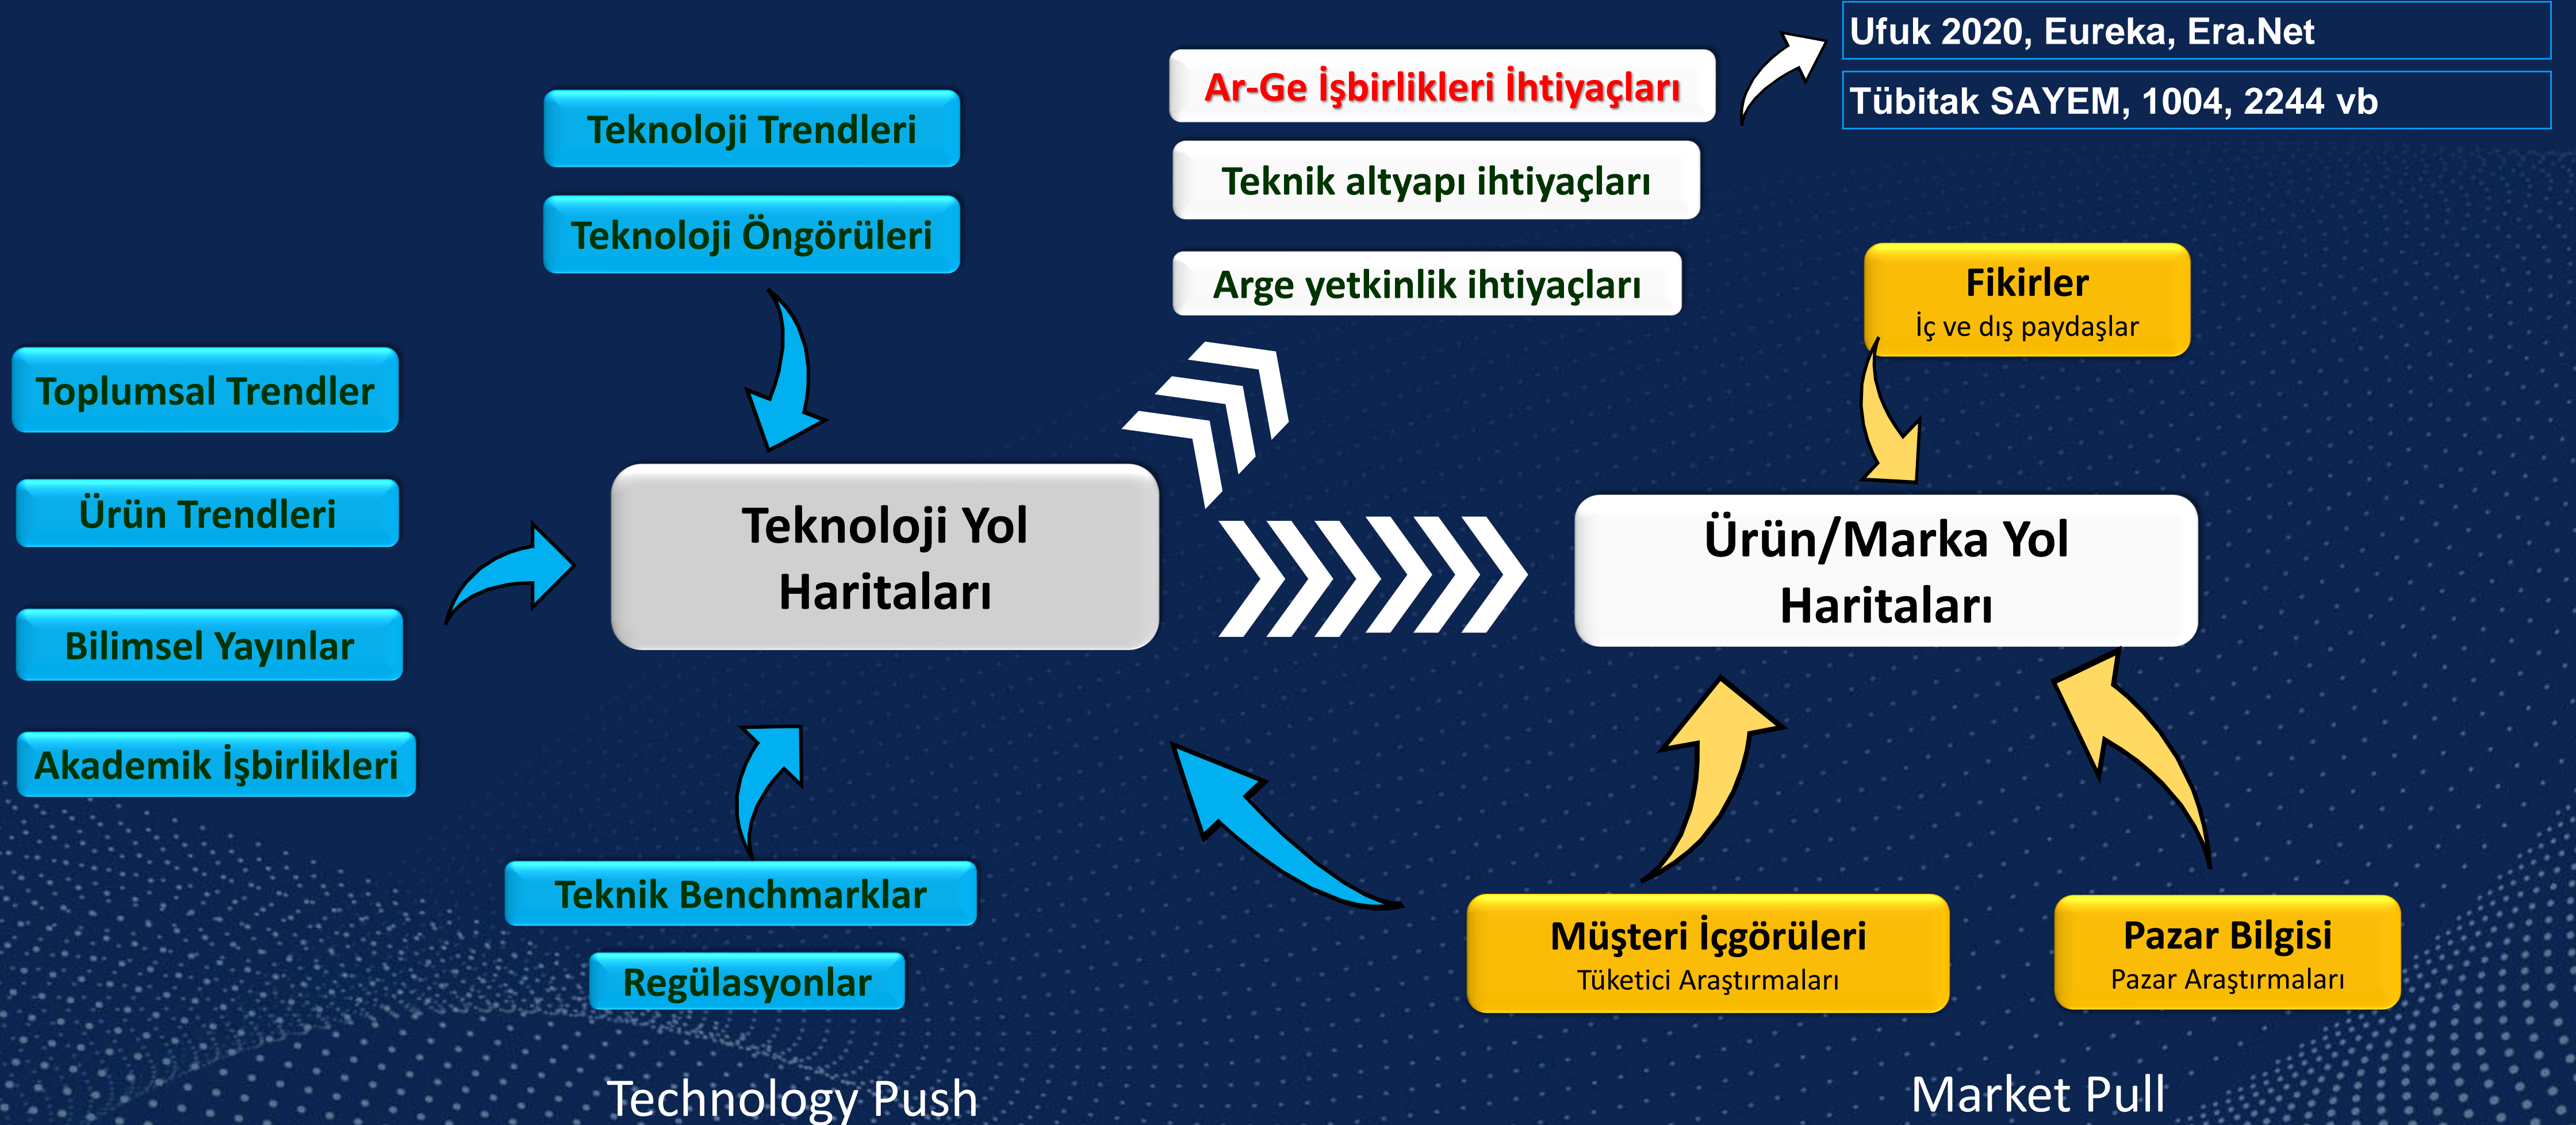 Ufuk 2020, Eureka, Era.Net
Tübitak SAYEM, 1004, 2244 vb
Ar-Ge İşbirlikleri İhtiyaçları
Teknik altyapı ihtiyaçları
Arge yetkinlik ihtiyaçları
Teknoloji Trendleri
Teknoloji Öngörüleri
Fikirler
İç ve dış paydaşlar
Toplumsal Trendler
Ürün Trendleri
Bilimsel Yayınlar
Akademik İşbirlikleri
Teknoloji Yol
Haritaları
Ürün/Marka Yol
Haritaları
Teknik Benchmarklar
Regülasyonlar
Müşteri İçgörüleri
Tüketici Araştırmaları
Pazar Bilgisi
Pazar Araştırmaları
Technology Push
Market Pull